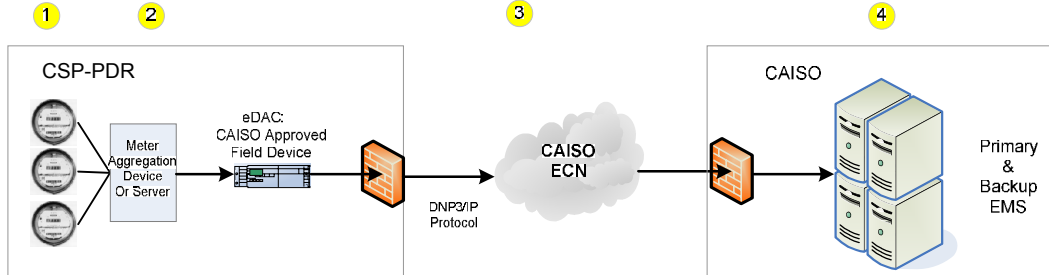 1
2
3
4
CSP-PDR
Meter
Aggregation
Device
Or Server
eDAC:
CAISO Approved
Field Device
DNP3/IP
Protocol
CAISO
ECN
CAISO
Primary
&
Backup
EMS